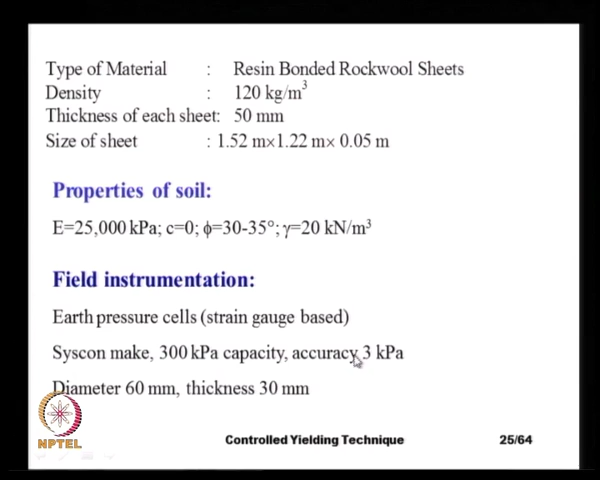 Type of Material : Resin Bonded Rockwool Sheets
Density : 120 kg/m³
Thickness of each sheet: 50 mm
Size of sheet : 1.52 m×1.22 m× 0.05 m
Properties of soil:
E=25,000 kPa; c=0; ϕ=30-35°; γ=20 kN/m³
Field instrumentation:
Earth pressure cells (strain gauge based)
Syscon make, 300 kPa capacity, accuracy 3 kPa
Diameter 60 mm, thickness 30 mm
NPTEL
Controlled Yielding Technique 25/64